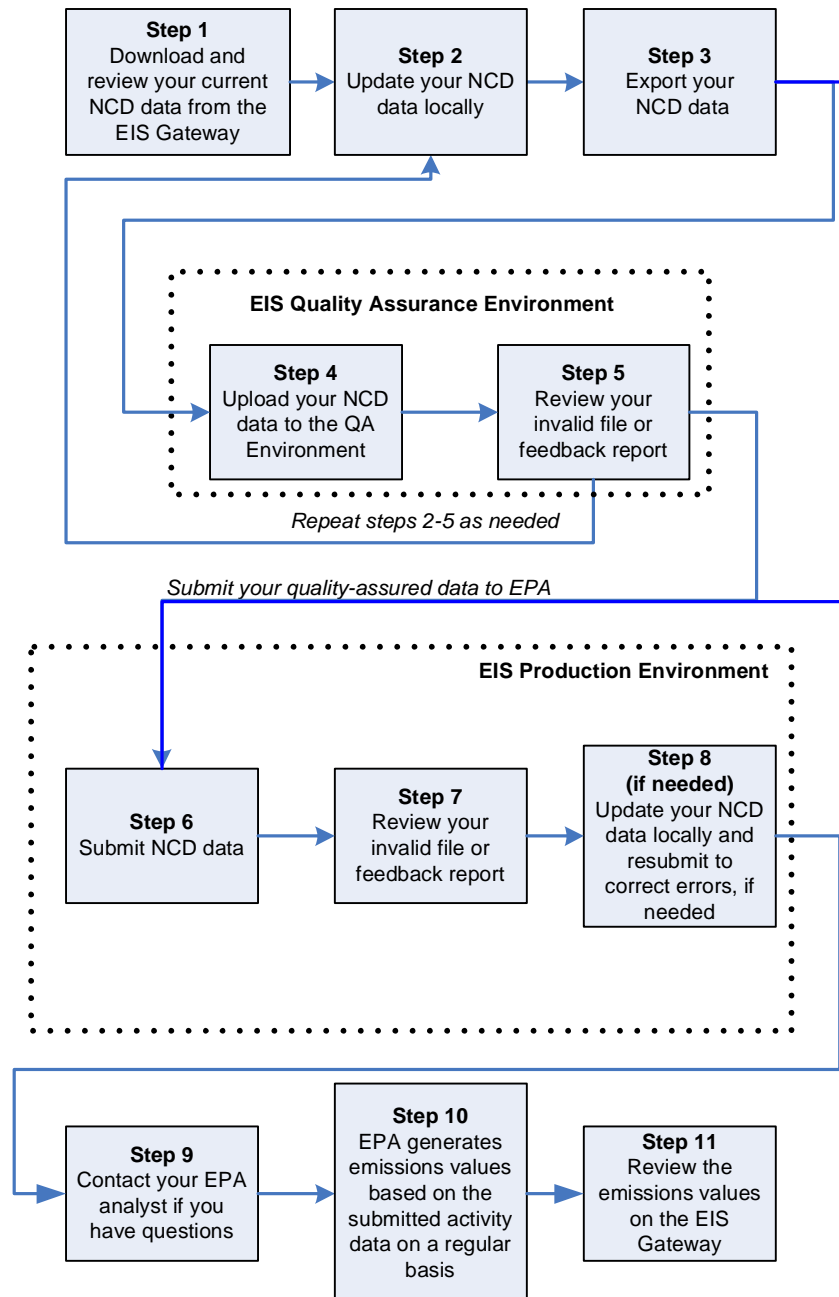 Step 1
Download and
review your current
NCD data from the
EIS Gateway
Step 2
Update your NCD
data locally
Step 3
Export your
NCD data
EIS Quality Assurance Environment
Step 4
Upload your NCD
data to the QA
Environment
Step 5
Review your
invalid file or
feedback report
Repeat steps 2-5 as needed
Submit your quality-assured data to EPA
EIS Production Environment
Step 6
Submit NCD data
Step 7
Review your
invalid file or
feedback report
Step 8
(if needed)
Update your NCD
data locally and
resubmit to
correct errors, if
needed
Step 9
Contact your EPA
analyst if you
have questions
Step 10
EPA generates
emissions values
based on the
submitted activity
data on a regular
basis
Step 11
Review the
emissions values
on the EIS
Gateway